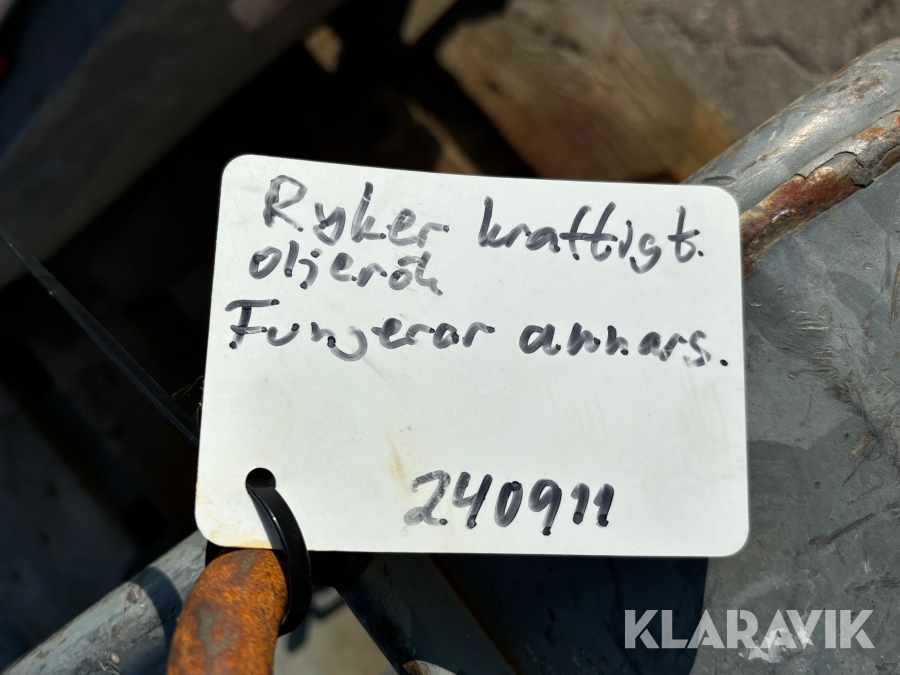 Ryker kraftigt.
oljerök
Fungerar annars.
240911
KLARAVIK